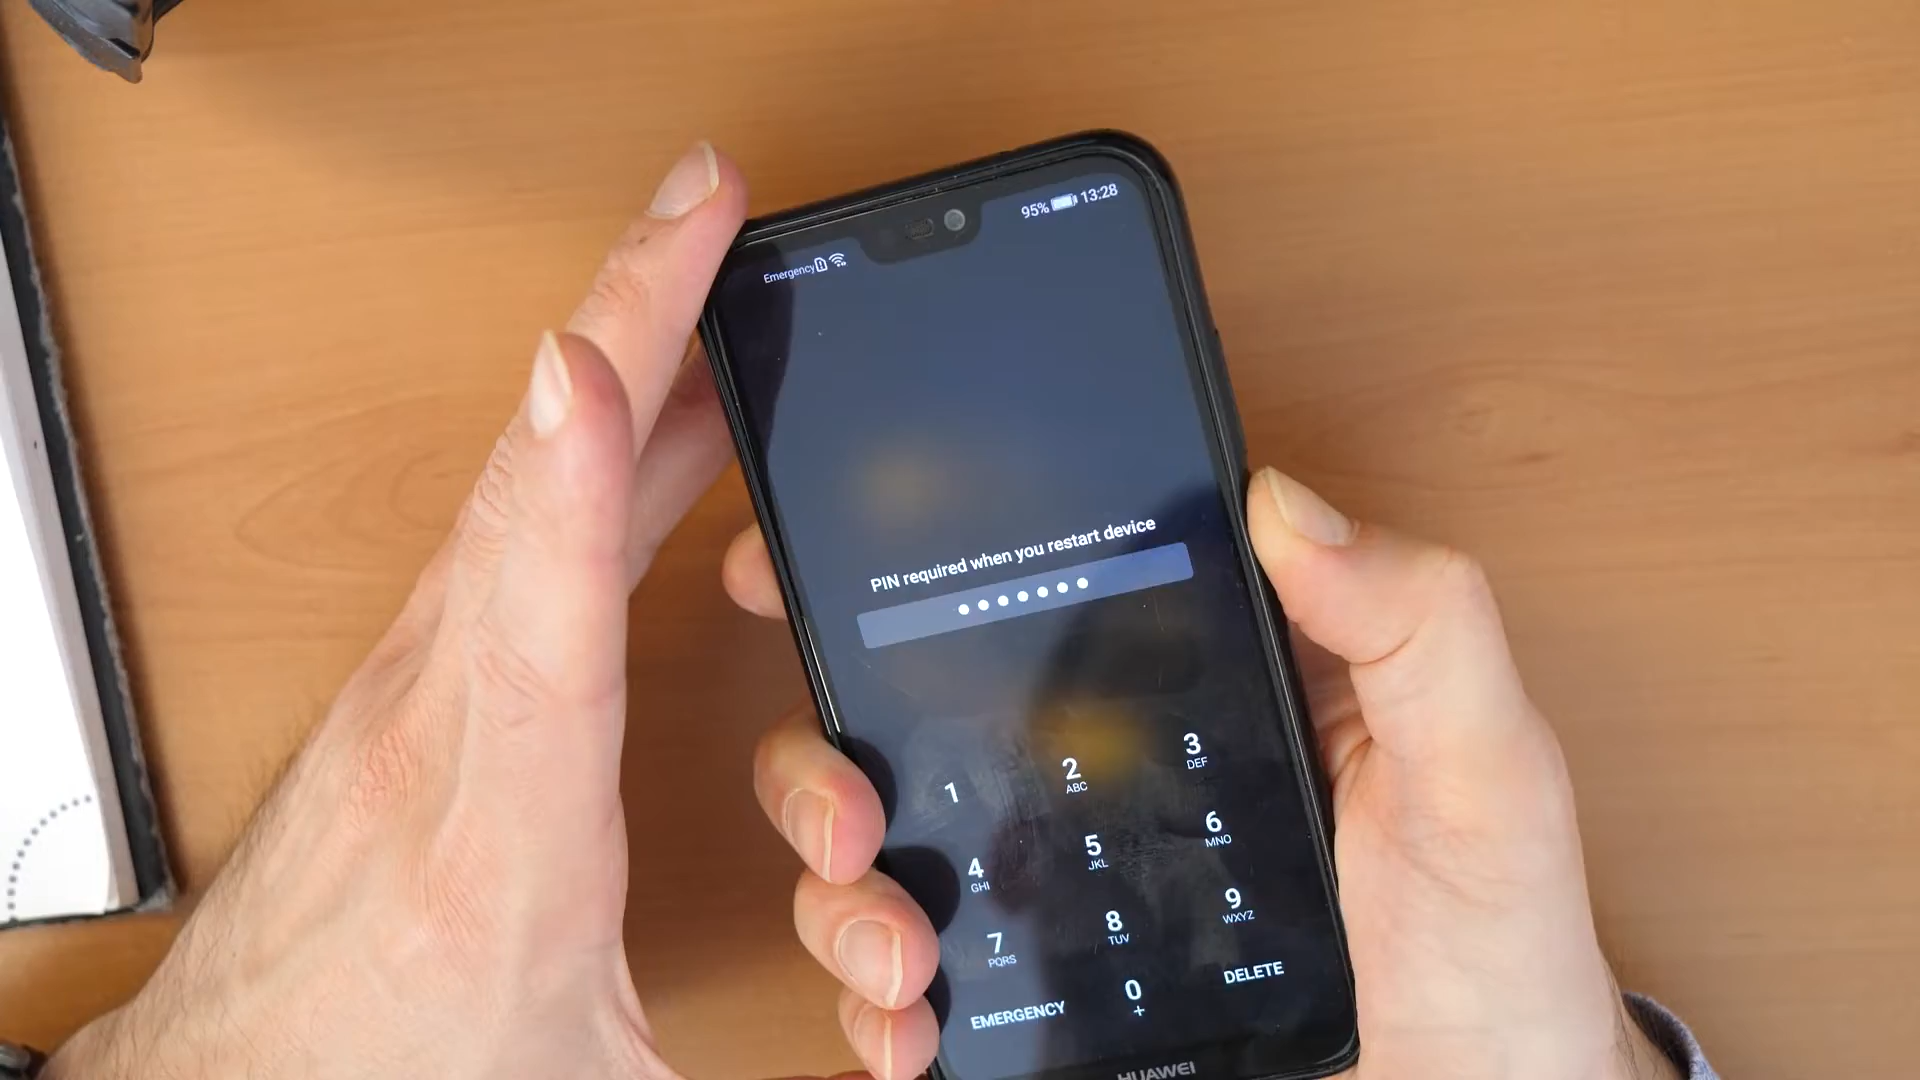 95% 13:28
Emergency
PIN required when you restart device
1
2 ABC
3 DEF
4 GHI
5 JKL
6 MNO
7 PQRS
8 TUV
9 WXYZ
EMERGENCY
0 +
DELETE
HUAWEI